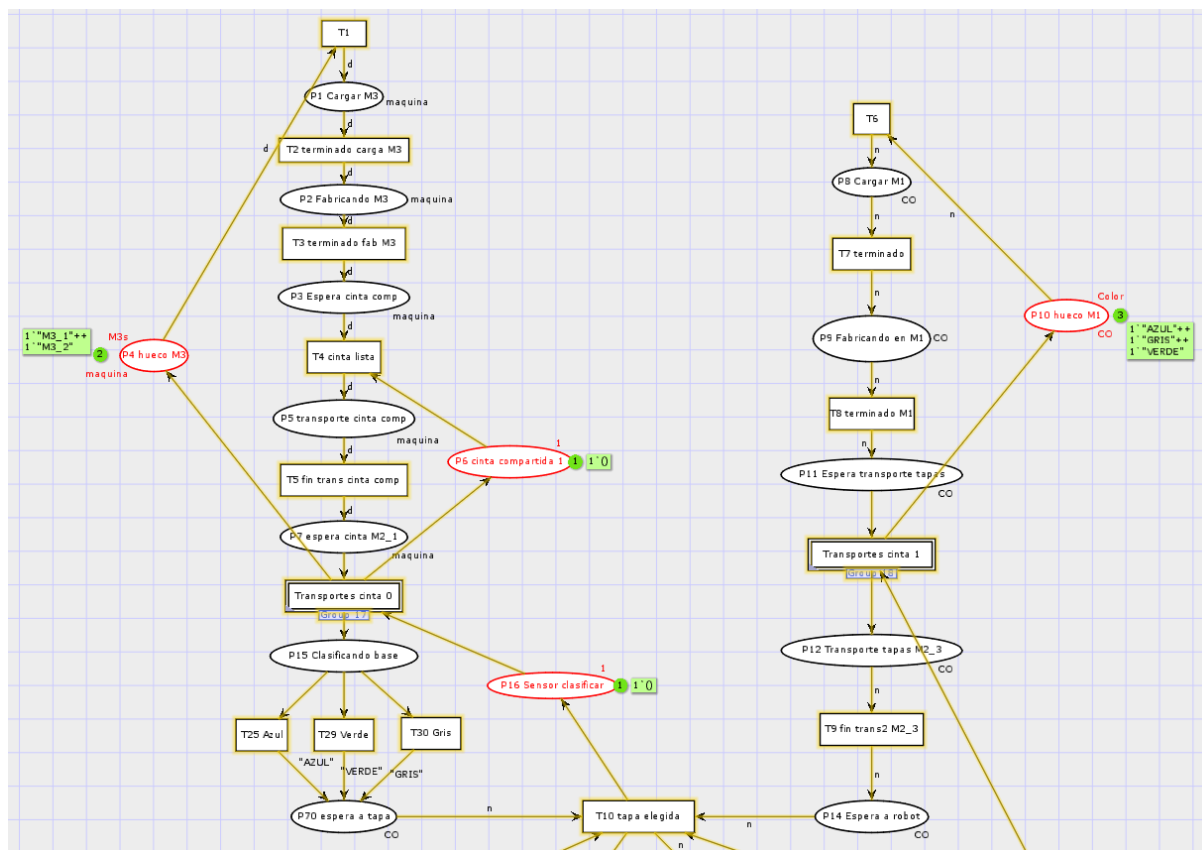 T1
d
P1 Cargar M3
maquina
d
d
T2 terminado carga M3
d
P2 Fabricando M3
maquina
d
T3 terminado fab M3
d
P3 Espera cinta comp
maquina
d
1`"M3_1"++
1`"M3_2"
M3s
2
P4 hueco M3
maquina
T4 cinta lista
d
P5 transporte cinta comp
maquina
d
1
P6 cinta compartida 1
1
1`()
T5 fin trans cinta comp
d
P7 espera cinta M2_1
maquina
Transportes cinta 0
Group 17
P15 Clasificando base
1
P16 Sensor clasificar
1
1`()
T25 Azul
T29 Verde
T30 Gris
"AZUL"
"VERDE"
"GRIS"
P70 espera a tapa
CO
n
T10 tapa elegida
n
T6
n
P8 Cargar M1
CO
n
n
T7 terminado
n
Color
P10 hueco M1
3
CO
1`"AZUL"++
1`"GRIS"++
1`"VERDE"
P9 Fabricando en M1
CO
n
T8 terminado M1
n
P11 Espera transporte tapas
CO
Transportes cinta 1
P12 Transporte tapas M2_3
CO
n
T9 fin trans2 M2_3
n
P14 Espera a robot
CO
n